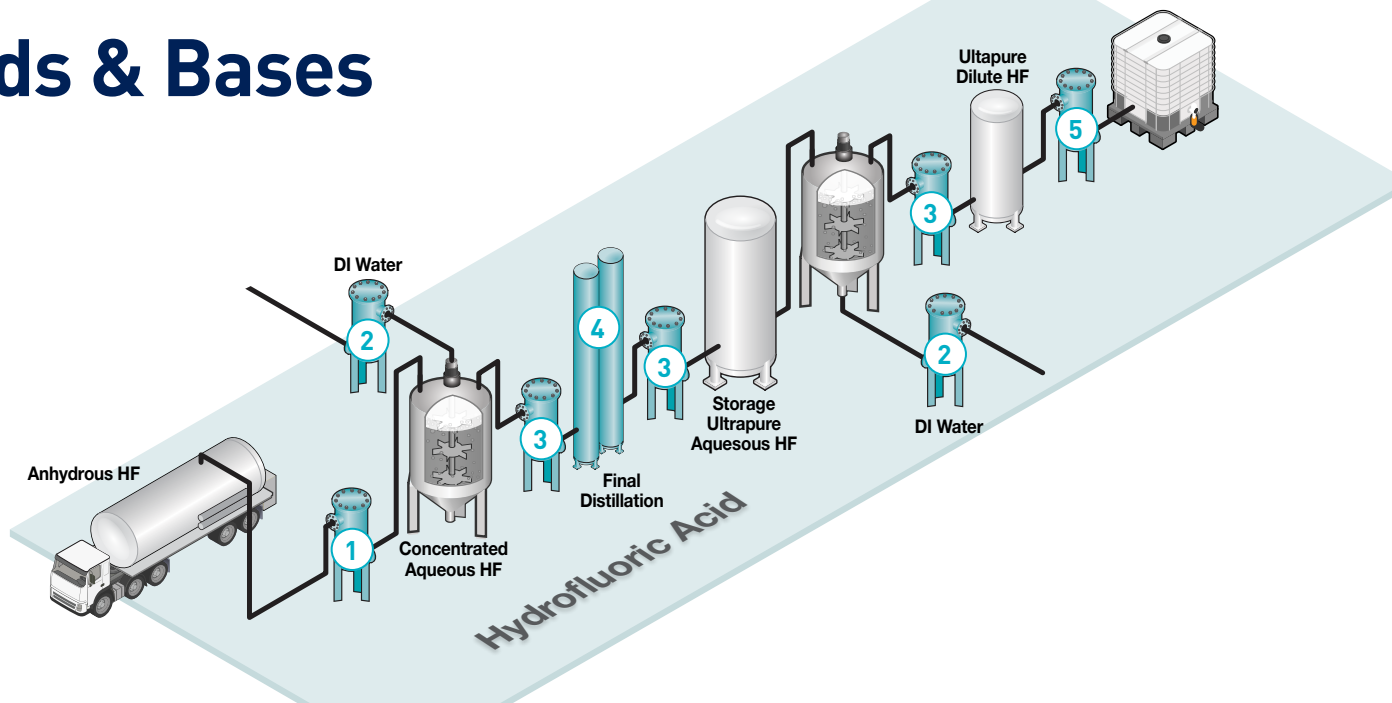 ds & Bases
Ultapure
Dilute HF
5
3
DI Water
2
4
3
2
Storage
Ultrapure
Aquesous HF
DI Water
3
Final
Distillation
Anhydrous HF
1
Concentrated
Aqueous HF
Hydrofluoric Acid